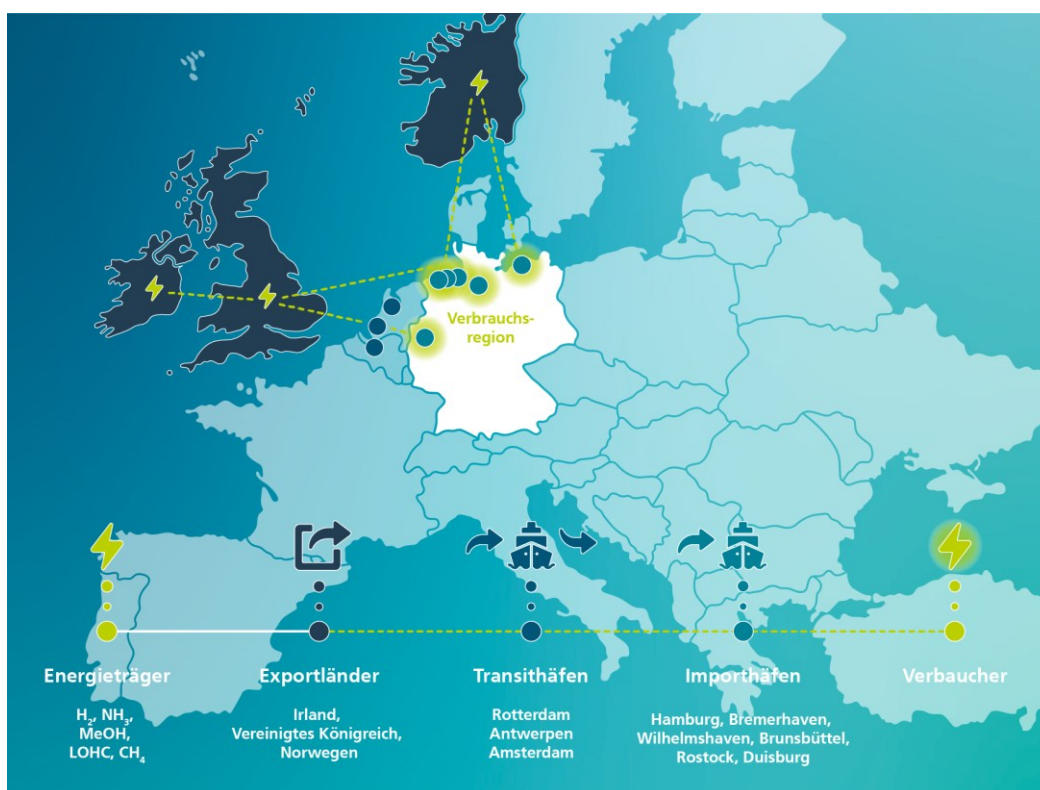 Verbrauchs-
region
Energieträger
H₂, NH₃,
MeOH,
LOHC, CH₄
Exportländer
Irland,
Vereinigtes Königreich,
Norwegen
Transithäfen
Rotterdam
Antwerpen
Amsterdam
Importhäfen
Hamburg, Bremerhaven,
Wilhelmshaven, Brunsbüttel,
Rostock, Duisburg
Verbaucher